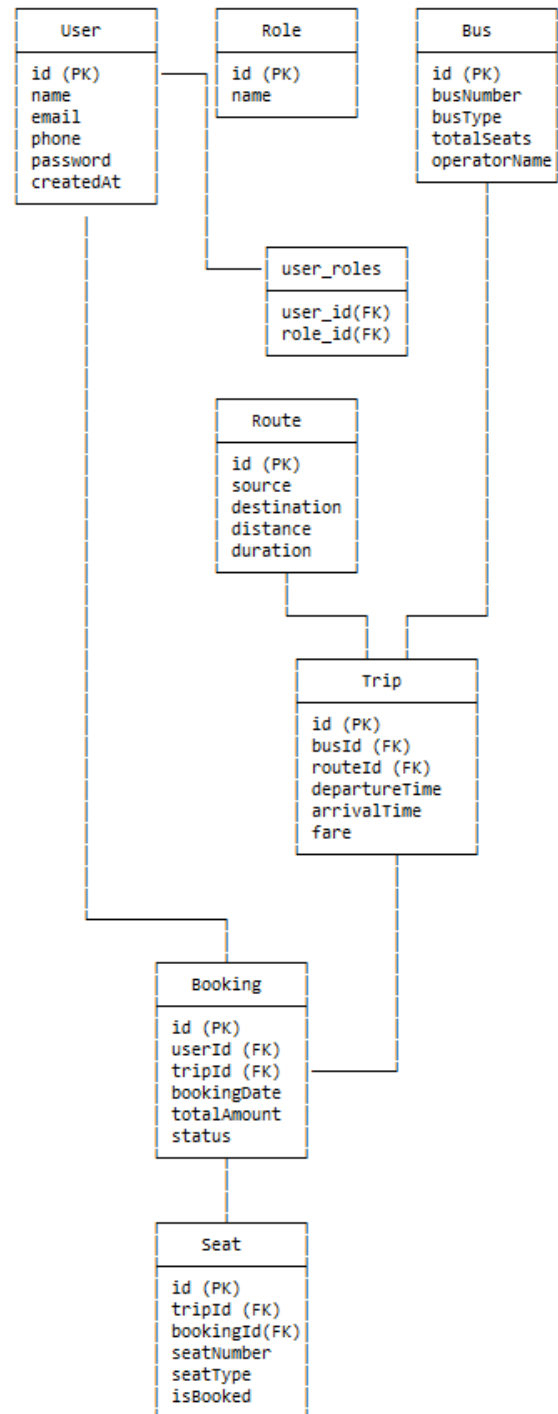 User
id (PK)
name
email
phone
password
createdAt
Role
id (PK)
name
Bus
id (PK)
busNumber
busType
totalSeats
operatorName
user_roles
user_id(FK)
role_id(FK)
Route
id (PK)
source
destination
distance
duration
Trip
id (PK)
busId (FK)
routeId (FK)
departureTime
arrivalTime
fare
Booking
id (PK)
userId (FK)
tripId (FK)
bookingDate
totalAmount
status
Seat
id (PK)
tripId (FK)
bookingId(FK)
seatNumber
seatType
isBooked